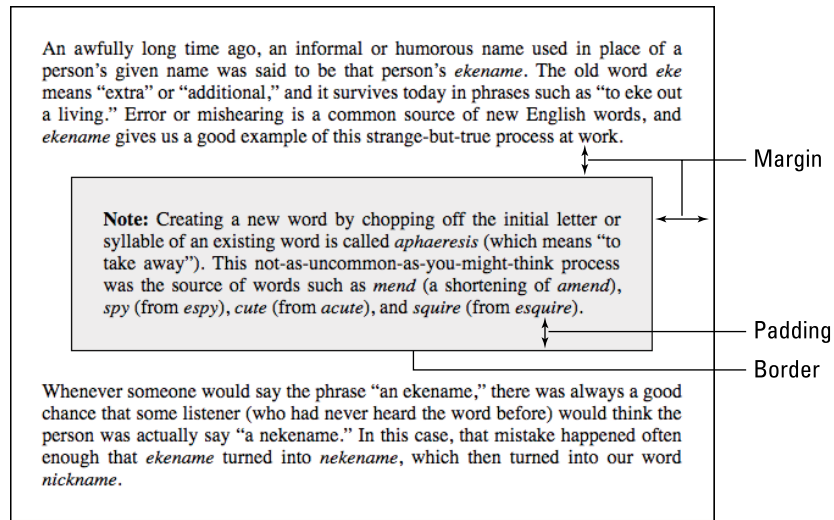 An awfully long time ago, an informal or humorous name used in place of a
person’s given name was said to be that person’s ekename. The old word eke
means “extra” or “additional,” and it survives today in phrases such as “to eke out
a living.” Error or mishearing is a common source of new English words, and
ekename gives us a good example of this strange-but-true process at work.
Margin
Note: Creating a new word by chopping off the initial letter or
syllable of an existing word is called aphaeresis (which means “to
take away”). This not-as-uncommon-as-you-might-think process
was the source of words such as mend (a shortening of amend),
spy (from espy), cute (from acute), and squire (from esquire).
Padding
Border
Whenever someone would say the phrase “an ekename,” there was always a good
chance that some listener (who had never heard the word before) would think the
person was actually say “a nekename.” In this case, that mistake happened often
enough that ekename turned into nekename, which then turned into our word
nickname.